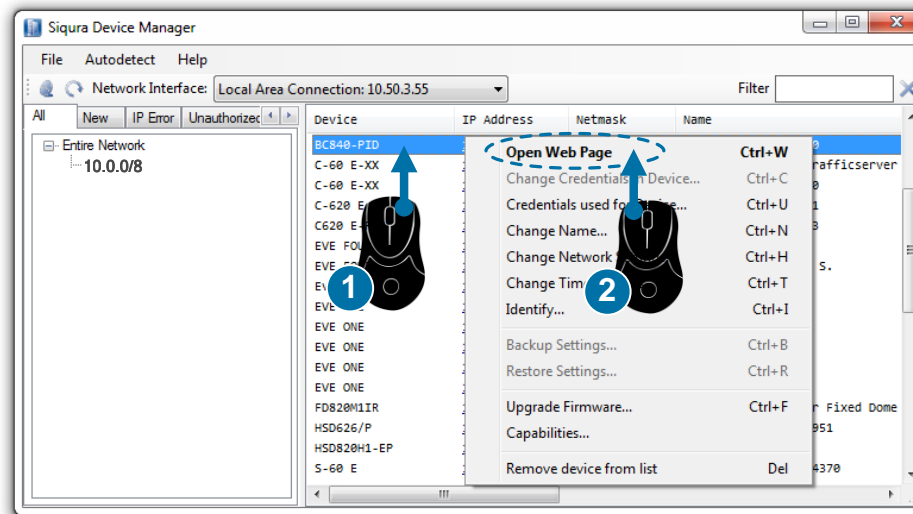 Siqura Device Manager
File Autodetect Help
Network Interface: Local Area Connection: 10.50.3.55 Filter
All New IP Error Unauthorized
Device IP Address Netmask Name
Entire Network
10.0.0/8
BC840-PID
C-60 E-XX rafficserver
C-60 E-XX
C-620 E
C620 E
EVE FOU
EVE S.
EVE
EVE ONE
EVE ONE
EVE ONE
EVE ONE
FD820M1IR r Fixed Dome
HSD626/P 951
HSD820H1-EP
S-60 E 4370
Open Web Page Ctrl+W
Change Credentials in Device... Ctrl+C
Credentials used for Device... Ctrl+U
Change Name... Ctrl+N
Change Network Ctrl+H
Change Tim Ctrl+T
Identify... Ctrl+I
Backup Settings... Ctrl+B
Restore Settings... Ctrl+R
Upgrade Firmware... Ctrl+F
Capabilities...
Remove device from list Del
1
2